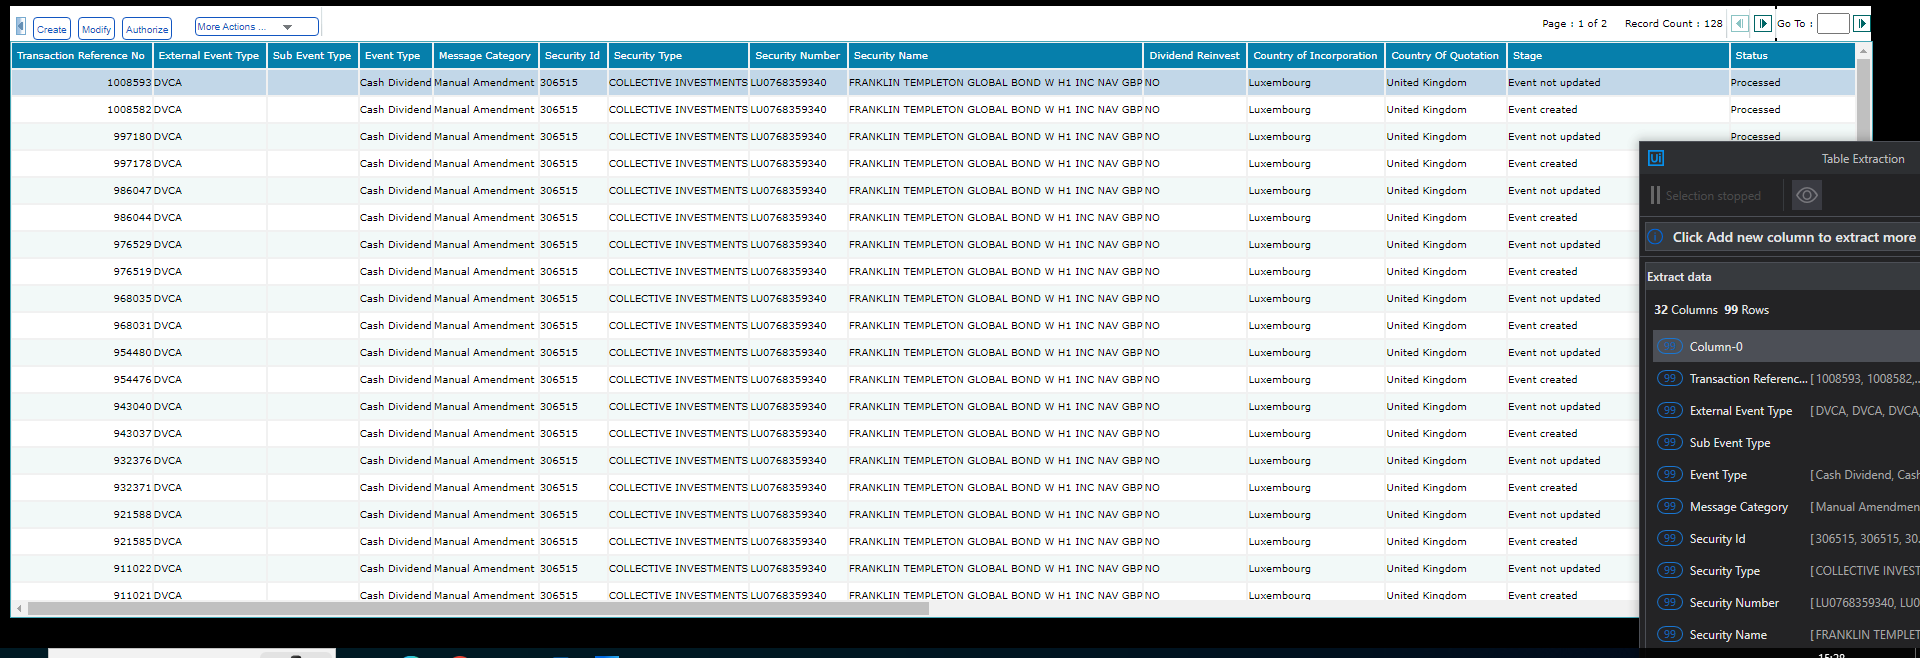 Create Modify Authorize More Actions ... Page : 1 of 2 Record Count : 128 Go To :
Transaction Reference No External Event Type Sub Event Type Event Type Message Category Security Id Security Type Security Number Security Name Dividend Reinvest Country of Incorporation Country Of Quotation Stage Status
1008593 DVCA Cash Dividend Manual Amendment 306515 COLLECTIVE INVESTMENTS LU0768359340 FRANKLIN TEMPLETON GLOBAL BOND W H1 INC NAV GBP NO Luxembourg United Kingdom Event not updated Processed
1008582 DVCA Cash Dividend Manual Amendment 306515 COLLECTIVE INVESTMENTS LU0768359340 FRANKLIN TEMPLETON GLOBAL BOND W H1 INC NAV GBP NO Luxembourg United Kingdom Event created Processed
997180 DVCA Cash Dividend Manual Amendment 306515 COLLECTIVE INVESTMENTS LU0768359340 FRANKLIN TEMPLETON GLOBAL BOND W H1 INC NAV GBP NO Luxembourg United Kingdom Event not updated Processed
997178 DVCA Cash Dividend Manual Amendment 306515 COLLECTIVE INVESTMENTS LU0768359340 FRANKLIN TEMPLETON GLOBAL BOND W H1 INC NAV GBP NO Luxembourg United Kingdom Event created
986047 DVCA Cash Dividend Manual Amendment 306515 COLLECTIVE INVESTMENTS LU0768359340 FRANKLIN TEMPLETON GLOBAL BOND W H1 INC NAV GBP NO Luxembourg United Kingdom Event not updated
986044 DVCA Cash Dividend Manual Amendment 306515 COLLECTIVE INVESTMENTS LU0768359340 FRANKLIN TEMPLETON GLOBAL BOND W H1 INC NAV GBP NO Luxembourg United Kingdom Event created
976529 DVCA Cash Dividend Manual Amendment 306515 COLLECTIVE INVESTMENTS LU0768359340 FRANKLIN TEMPLETON GLOBAL BOND W H1 INC NAV GBP NO Luxembourg United Kingdom Event not updated
976519 DVCA Cash Dividend Manual Amendment 306515 COLLECTIVE INVESTMENTS LU0768359340 FRANKLIN TEMPLETON GLOBAL BOND W H1 INC NAV GBP NO Luxembourg United Kingdom Event created
968035 DVCA Cash Dividend Manual Amendment 306515 COLLECTIVE INVESTMENTS LU0768359340 FRANKLIN TEMPLETON GLOBAL BOND W H1 INC NAV GBP NO Luxembourg United Kingdom Event not updated
968031 DVCA Cash Dividend Manual Amendment 306515 COLLECTIVE INVESTMENTS LU0768359340 FRANKLIN TEMPLETON GLOBAL BOND W H1 INC NAV GBP NO Luxembourg United Kingdom Event created
954480 DVCA Cash Dividend Manual Amendment 306515 COLLECTIVE INVESTMENTS LU0768359340 FRANKLIN TEMPLETON GLOBAL BOND W H1 INC NAV GBP NO Luxembourg United Kingdom Event not updated
954476 DVCA Cash Dividend Manual Amendment 306515 COLLECTIVE INVESTMENTS LU0768359340 FRANKLIN TEMPLETON GLOBAL BOND W H1 INC NAV GBP NO Luxembourg United Kingdom Event created
943040 DVCA Cash Dividend Manual Amendment 306515 COLLECTIVE INVESTMENTS LU0768359340 FRANKLIN TEMPLETON GLOBAL BOND W H1 INC NAV GBP NO Luxembourg United Kingdom Event not updated
943037 DVCA Cash Dividend Manual Amendment 306515 COLLECTIVE INVESTMENTS LU0768359340 FRANKLIN TEMPLETON GLOBAL BOND W H1 INC NAV GBP NO Luxembourg United Kingdom Event created
932376 DVCA Cash Dividend Manual Amendment 306515 COLLECTIVE INVESTMENTS LU0768359340 FRANKLIN TEMPLETON GLOBAL BOND W H1 INC NAV GBP NO Luxembourg United Kingdom Event not updated
932371 DVCA Cash Dividend Manual Amendment 306515 COLLECTIVE INVESTMENTS LU0768359340 FRANKLIN TEMPLETON GLOBAL BOND W H1 INC NAV GBP NO Luxembourg United Kingdom Event created
921588 DVCA Cash Dividend Manual Amendment 306515 COLLECTIVE INVESTMENTS LU0768359340 FRANKLIN TEMPLETON GLOBAL BOND W H1 INC NAV GBP NO Luxembourg United Kingdom Event not updated
921585 DVCA Cash Dividend Manual Amendment 306515 COLLECTIVE INVESTMENTS LU0768359340 FRANKLIN TEMPLETON GLOBAL BOND W H1 INC NAV GBP NO Luxembourg United Kingdom Event created
911022 DVCA Cash Dividend Manual Amendment 306515 COLLECTIVE INVESTMENTS LU0768359340 FRANKLIN TEMPLETON GLOBAL BOND W H1 INC NAV GBP NO Luxembourg United Kingdom Event not updated
911021 DVCA Cash Dividend Manual Amendment 306515 COLLECTIVE INVESTMENTS LU0768359340 FRANKLIN TEMPLETON GLOBAL BOND W H1 INC NAV GBP NO Luxembourg United Kingdom Event created
Ui Table Extraction
Selection stopped
Click Add new column to extract more
Extract data
32 Columns 99 Rows
99 Column-0
99 Transaction Referenc... [1008593, 1008582,...
99 External Event Type [DVCA, DVCA, DVCA,
99 Sub Event Type
99 Event Type [Cash Dividend, Cash
99 Message Category [Manual Amendmen
99 Security Id [306515, 306515, 30...
99 Security Type [COLLECTIVE INVEST
99 Security Number [LU0768359340, LU0
99 Security Name [FRANKLIN TEMPLET